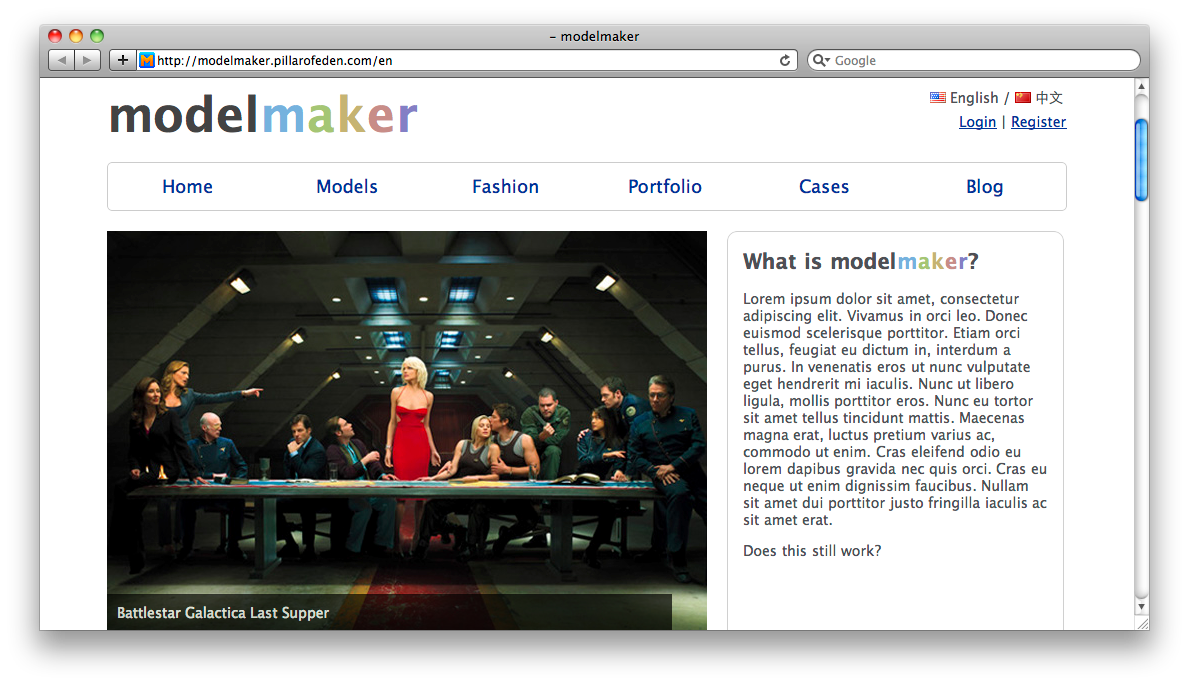 – modelmaker
http://modelmaker.pillarofeden.com/en
Google
modelmaker
English / 中文
Login | Register
Home Models Fashion Portfolio Cases Blog
Battlestar Galactica Last Supper
What is modelmaker?
Lorem ipsum dolor sit amet, consectetur
adipiscing elit. Vivamus in orci leo. Donec
euismod scelerisque porttitor. Etiam orci
tellus, feugiat eu dictum in, interdum a
purus. In venenatis eros ut nunc vulputate
eget hendrerit mi iaculis. Nunc ut libero
ligula, mollis porttitor eros. Nunc eu tortor
sit amet tellus tincidunt mattis. Maecenas
magna erat, luctus pretium varius ac,
commodo ut enim. Cras eleifend odio eu
lorem dapibus gravida nec quis orci. Cras eu
neque ut enim dignissim faucibus. Nullam
sit amet dui porttitor justo fringilla iaculis ac
sit amet erat.
Does this still work?